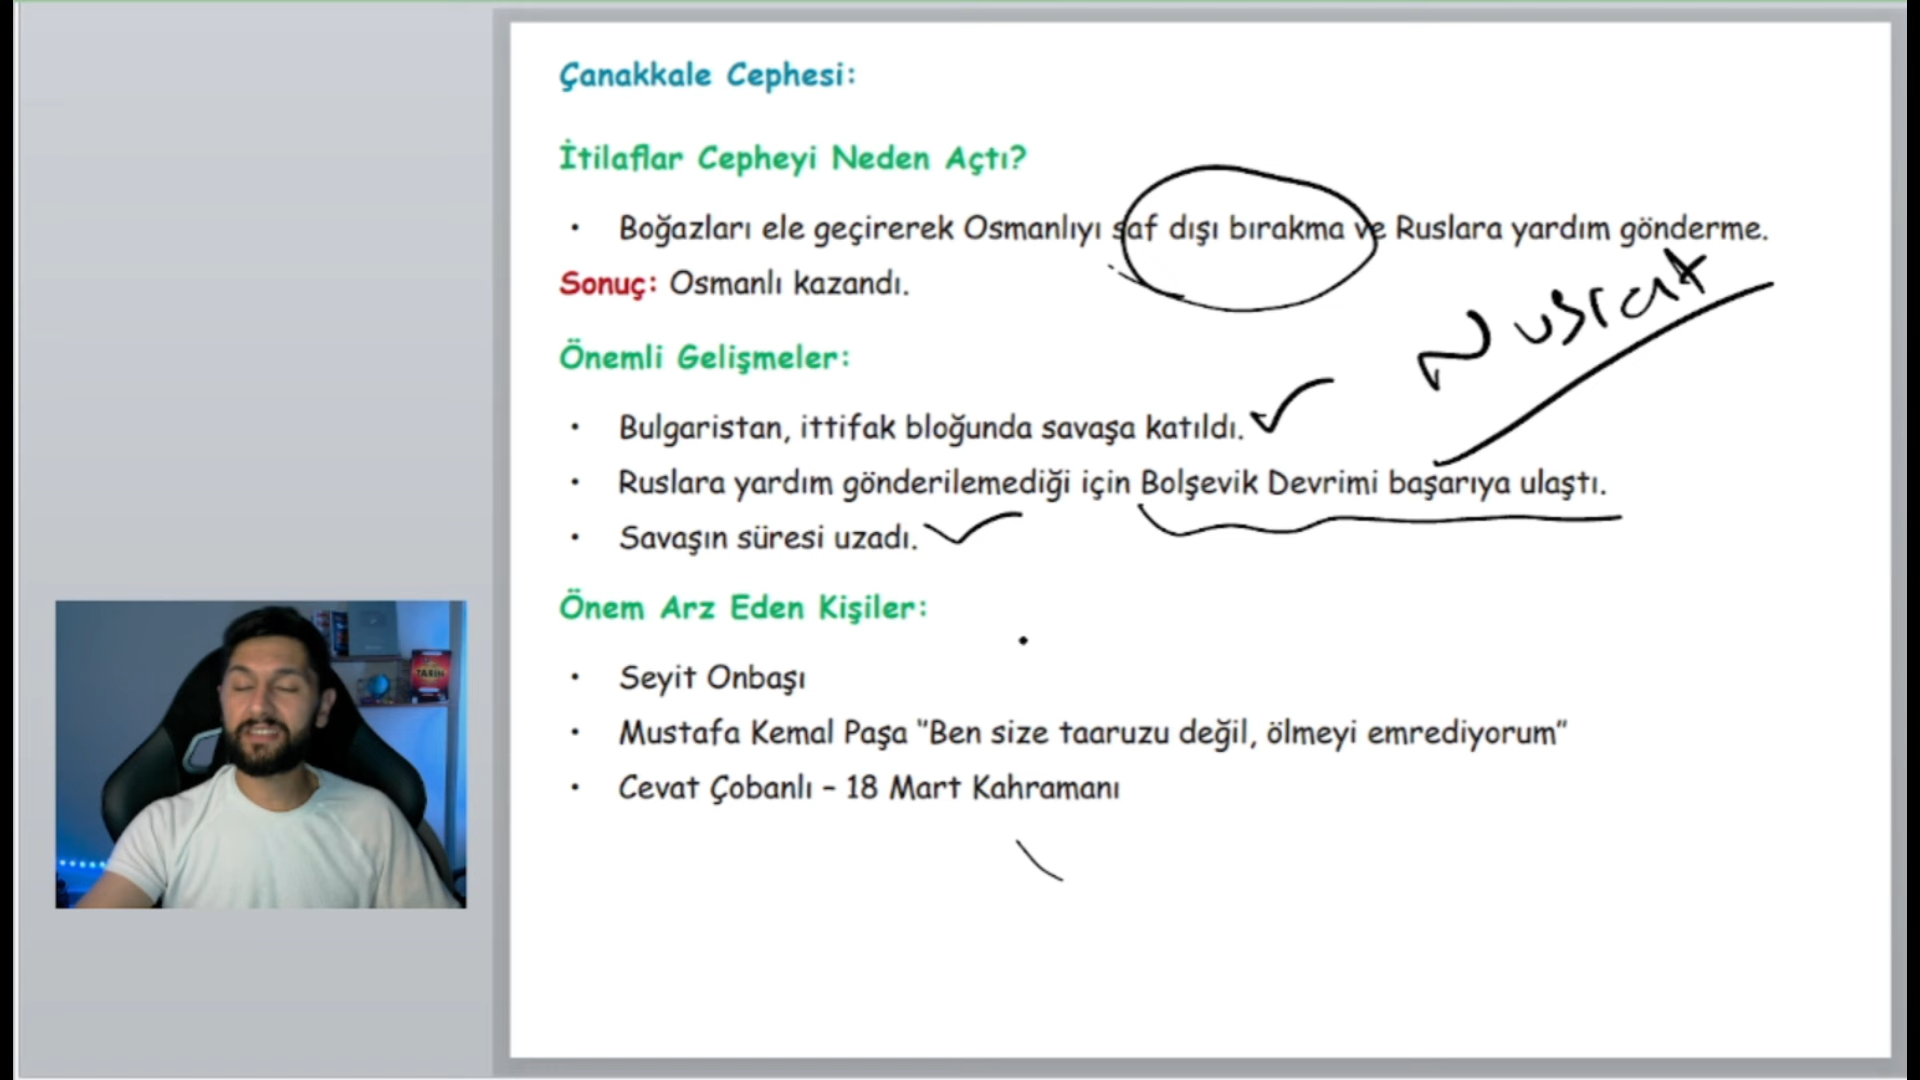 Çanakkale Cephesi:
İtilaflar Cepheyi Neden Açtı?
• Boğazları ele geçirerek Osmanlıyı saf dışı bırakma ve Ruslara yardım gönderme.
Sonuç: Osmanlı kazandı.
Nusrat
Önemli Gelişmeler:
• Bulgaristan, ittifak bloğunda savaşa katıldı.
• Ruslara yardım gönderilemediği için Bolşevik Devrimi başarıya ulaştı.
• Savaşın süresi uzadı.
Önem Arz Eden Kişiler:
• Seyit Onbaşı
• Mustafa Kemal Paşa "Ben size taaruzu değil, ölmeyi emrediyorum"
• Cevat Çobanlı – 18 Mart Kahramanı
TARİH